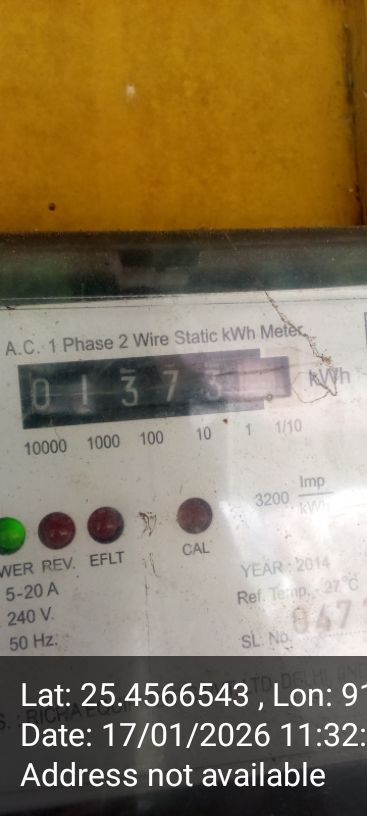 A.C. 1 Phase 2 Wire Static kWh Meter
0 1 3 7 3
kWh
10000 1000 100 10 1 1/10
3200 Imp
kWh
WER REV. EFLT
CAL
5-20 A
240 V.
50 Hz.
YEAR : 2014
Ref. Temp. - 27°C
SL. No. 847
Lat: 25.4566543 , Lon: 91
Date: 17/01/2026 11:32:
Address not available